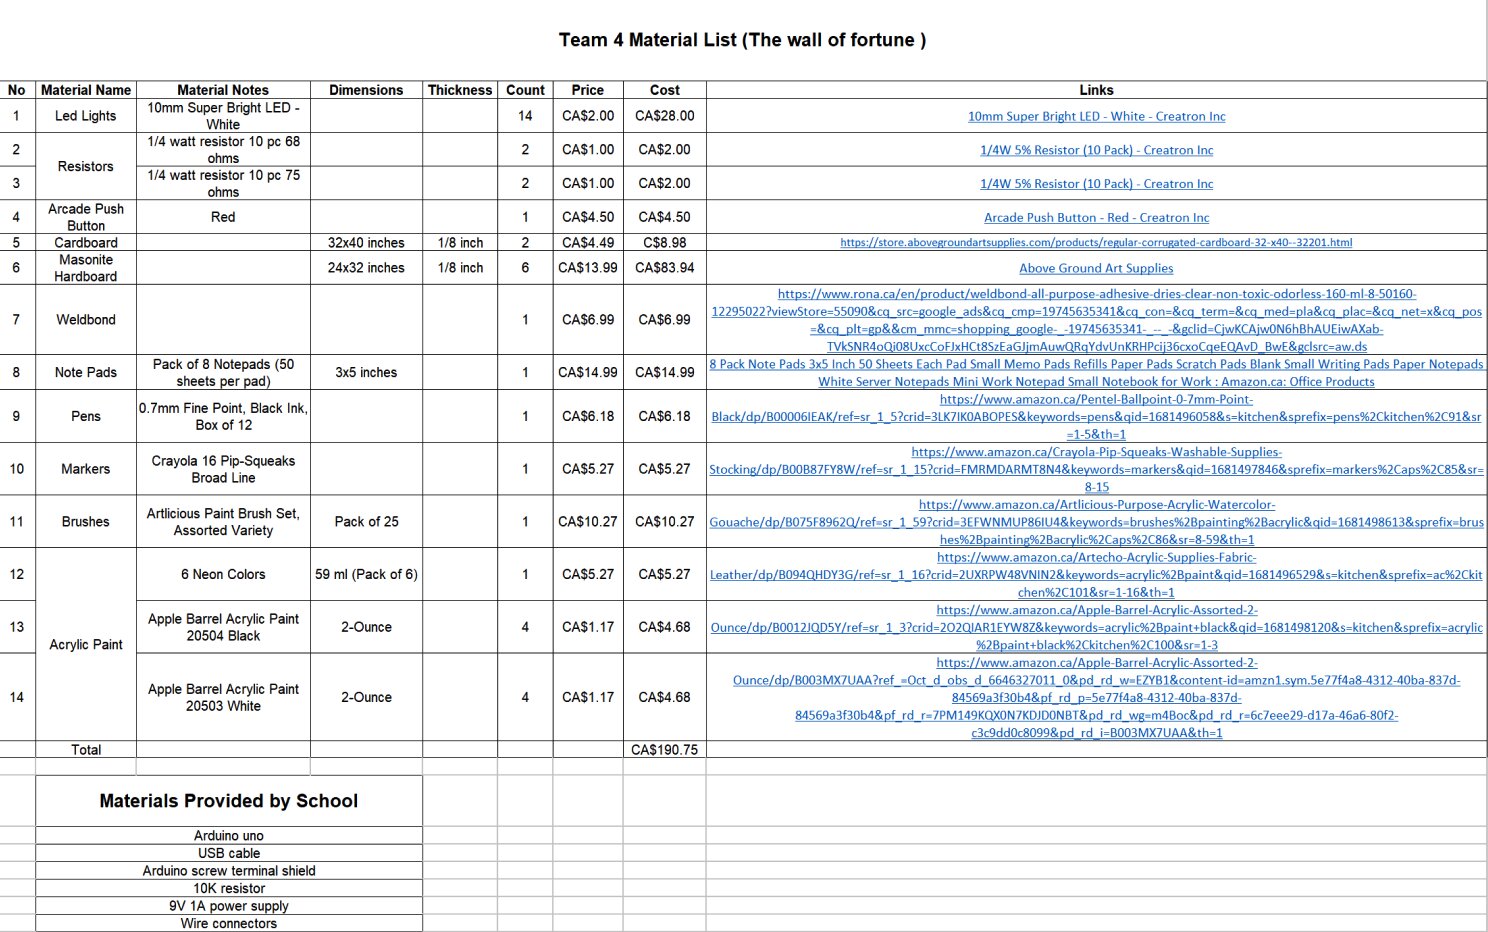 Team 4 Material List (The wall of fortune )
No Material Name Material Notes Dimensions Thickness Count Price Cost Links
1 Led Lights 10mm Super Bright LED - White 14 CA$2.00 CA$28.00 10mm Super Bright LED - White - Creatron Inc
Resistors
2 1/4 watt resistor 10 pc 68 ohms 2 CA$1.00 CA$2.00 1/4W 5% Resistor (10 Pack) - Creatron Inc
3 1/4 watt resistor 10 pc 75 ohms 2 CA$1.00 CA$2.00 1/4W 5% Resistor (10 Pack) - Creatron Inc
4 Arcade Push Button Red 1 CA$4.50 CA$4.50 Arcade Push Button - Red - Creatron Inc
5 Cardboard 32x40 inches 1/8 inch 2 CA$4.49 C$8.98 https://store.abovegroundartsupplies.com/products/regular-corrugated-cardboard-32-x40--32201.html
6 Masonite Hardboard 24x32 inches 1/8 inch 6 CA$13.99 CA$83.94 Above Ground Art Supplies
7 Weldbond 1 CA$6.99 CA$6.99
https://www.rona.ca/en/product/weldbond-all-purpose-adhesive-dries-clear-non-toxic-odorless-160-ml-8-50160-
12295022?viewStore=55090&cq_src=google_ads&cq_cmp=19745635341&cq_con=&cq_term=&cq_med=pla&cq_plac=&cq_net=x&cq_pos
=&cq_plt=gp&&cm_mmc=shopping_google-_-19745635341-_--_-&gclid=CjwKCAjw0N6hBhAUEiwAXab-
TVkSNR4oQi08UxcCoFJxHCt8SzEaGJjmAuwQRqYdvUnKRHPcij36cxoCqeEQAvD_BwE&gclsrc=aw.ds
8 Note Pads Pack of 8 Notepads (50 sheets per pad) 3x5 inches 1 CA$14.99 CA$14.99
8 Pack Note Pads 3x5 Inch 50 Sheets Each Pad Small Memo Pads Refills Paper Pads Scratch Pads Blank Small Writing Pads Paper Notepads
White Server Notepads Mini Work Notepad Small Notebook for Work : Amazon.ca: Office Products
9 Pens 0.7mm Fine Point, Black Ink, Box of 12 1 CA$6.18 CA$6.18
https://www.amazon.ca/Pentel-Ballpoint-0-7mm-Point-
Black/dp/B00006IEAK/ref=sr_1_5?crid=3LK7IK0ABOPES&keywords=pens&qid=1681496058&s=kitchen&sprefix=pens%2Ckitchen%2C91&sr
=1-5&th=1
10 Markers Crayola 16 Pip-Squeaks Broad Line 1 CA$5.27 CA$5.27
https://www.amazon.ca/Crayola-Pip-Squeaks-Washable-Supplies-
Stocking/dp/B00B87FY8W/ref=sr_1_15?crid=FMRMDARMT8N4&keywords=markers&qid=1681497846&sprefix=markers%2Caps%2C85&sr=
8-15
11 Brushes Artlicious Paint Brush Set, Assorted Variety Pack of 25 1 CA$10.27 CA$10.27
https://www.amazon.ca/Artlicious-Purpose-Acrylic-Watercolor-
Gouache/dp/B075F8962Q/ref=sr_1_59?crid=3EFWNMUP86IU4&keywords=brushes%2Bpainting%2Bacrylic&qid=1681498613&sprefix=brus
hes%2Bpainting%2Bacrylic%2Caps%2C86&sr=8-59&th=1
Acrylic Paint
12 6 Neon Colors 59 ml (Pack of 6) 1 CA$5.27 CA$5.27
https://www.amazon.ca/Artecho-Acrylic-Supplies-Fabric-
Leather/dp/B094QHDY3G/ref=sr_1_16?crid=2UXRPW48VNIN2&keywords=acrylic%2Bpaint&qid=1681496529&s=kitchen&sprefix=ac%2Ckit
chen%2C101&sr=1-16&th=1
13 Apple Barrel Acrylic Paint 20504 Black 2-Ounce 4 CA$1.17 CA$4.68
https://www.amazon.ca/Apple-Barrel-Acrylic-Assorted-2-
Ounce/dp/B0012JQD5Y/ref=sr_1_3?crid=2O2QIAR1EYW8Z&keywords=acrylic%2Bpaint+black&qid=1681498120&s=kitchen&sprefix=acrylic
%2Bpaint+black%2Ckitchen%2C100&sr=1-3
14 Apple Barrel Acrylic Paint 20503 White 2-Ounce 4 CA$1.17 CA$4.68
https://www.amazon.ca/Apple-Barrel-Acrylic-Assorted-2-
Ounce/dp/B003MX7UAA?ref_=Oct_d_obs_d_6646327011_0&pd_rd_w=EZYB1&content-id=amzn1.sym.5e77f4a8-4312-40ba-837d-
84569a3f30b4&pf_rd_p=5e77f4a8-4312-40ba-837d-
84569a3f30b4&pf_rd_r=7PM149KQX0N7KDJD0NBT&pd_rd_wg=m4Boc&pd_rd_r=6c7eee29-d17a-46a6-80f2-
c3c9dd0c8099&pd_rd_i=B003MX7UAA&th=1
Total CA$190.75
Materials Provided by School
Arduino uno
USB cable
Arduino screw terminal shield
10K resistor
9V 1A power supply
Wire connectors